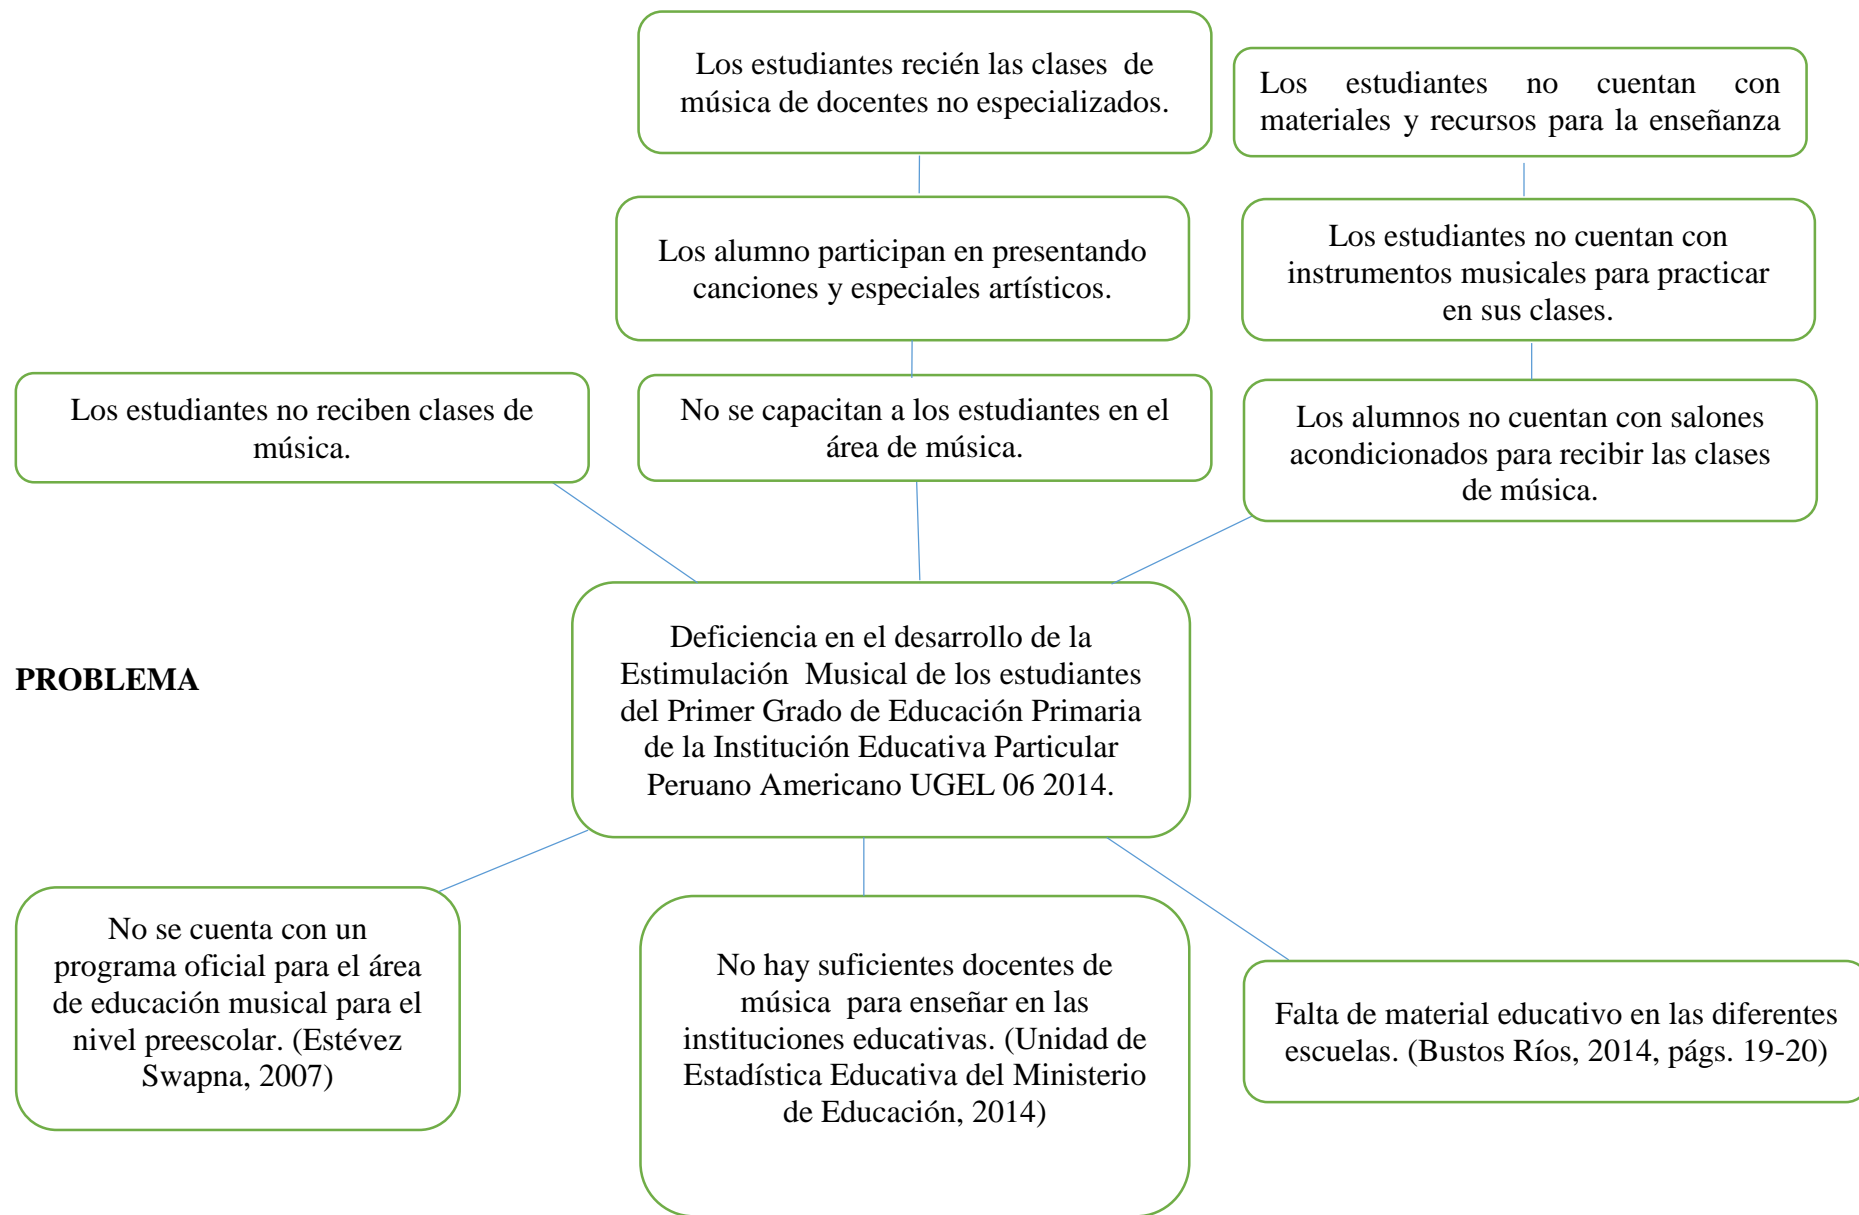 Los estudiantes recién las clases  de
música de docentes no especializados.
Los estudiantes no cuentan con
materiales y recursos para la enseñanza
Los alumno participan en presentando
canciones y especiales artísticos.
Los estudiantes no cuentan con
instrumentos musicales para practicar
en sus clases.
Los estudiantes no reciben clases de
música.
No se capacitan a los estudiantes en el
área de música.
Los alumnos no cuentan con salones
acondicionados para recibir las clases
de música.
PROBLEMA
Deficiencia en el desarrollo de la
Estimulación  Musical de los estudiantes
del Primer Grado de Educación Primaria
de la Institución Educativa Particular
Peruano Americano UGEL 06 2014.
No se cuenta con un
programa oficial para el área
de educación musical para el
nivel preescolar. (Estévez
Swapna, 2007)
No hay suficientes docentes de
música  para enseñar en las
instituciones educativas. (Unidad de
Estadística Educativa del Ministerio
de Educación, 2014)
Falta de material educativo en las diferentes
escuelas. (Bustos Ríos, 2014, págs. 19-20)